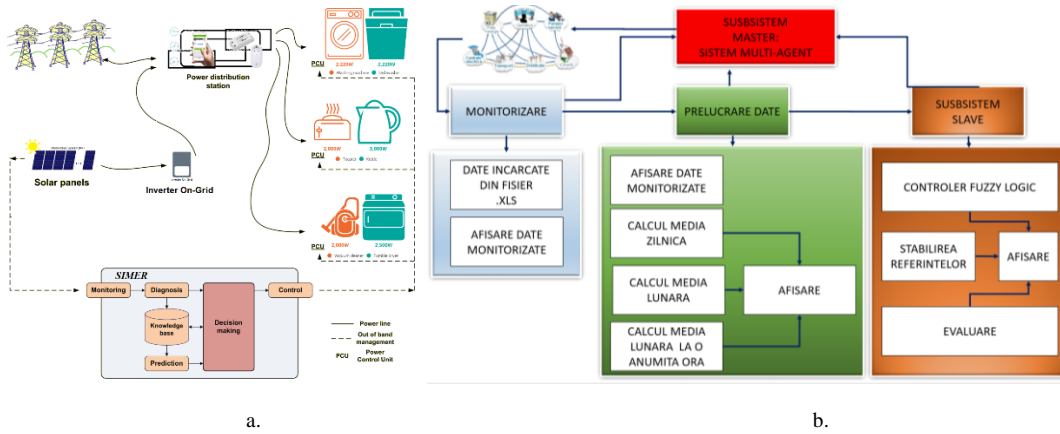 Power distribution
station
Solar panels
Inverter On-Grid
2,220W
2,220W
PCU
Washing machine
Dishwasher
2,000W
3,000W
PCU
Toaster
Kettle
2,000W
2,500W
PCU
Vacuum cleaner
Tumble dryer
SIMER
Monitoring
Diagnosis
Control
Knowledge
base
Decision
making
Prediction
Power line
Out of band
management
PCU
Power
Control Unit
a.
SUSBSISTEM
MASTER:
SISTEM MULTI-AGENT
MONITORIZARE
PRELUCRARE DATE
SUSBSISTEM
SLAVE
DATE INCARCATE
DIN FISIER
.XLS
AFISARE DATE
MONITORIZATE
AFISARE DATE
MONITORIZATE
CALCUL MEDIA
ZILNICA
CALCUL MEDIA
LUNARA
CALCUL MEDIA
LUNARA LA O
ANUMITA ORA
AFISARE
CONTROLER FUZZY LOGIC
STABILIREA
REFERINTELOR
AFISARE
EVALUARE
b.